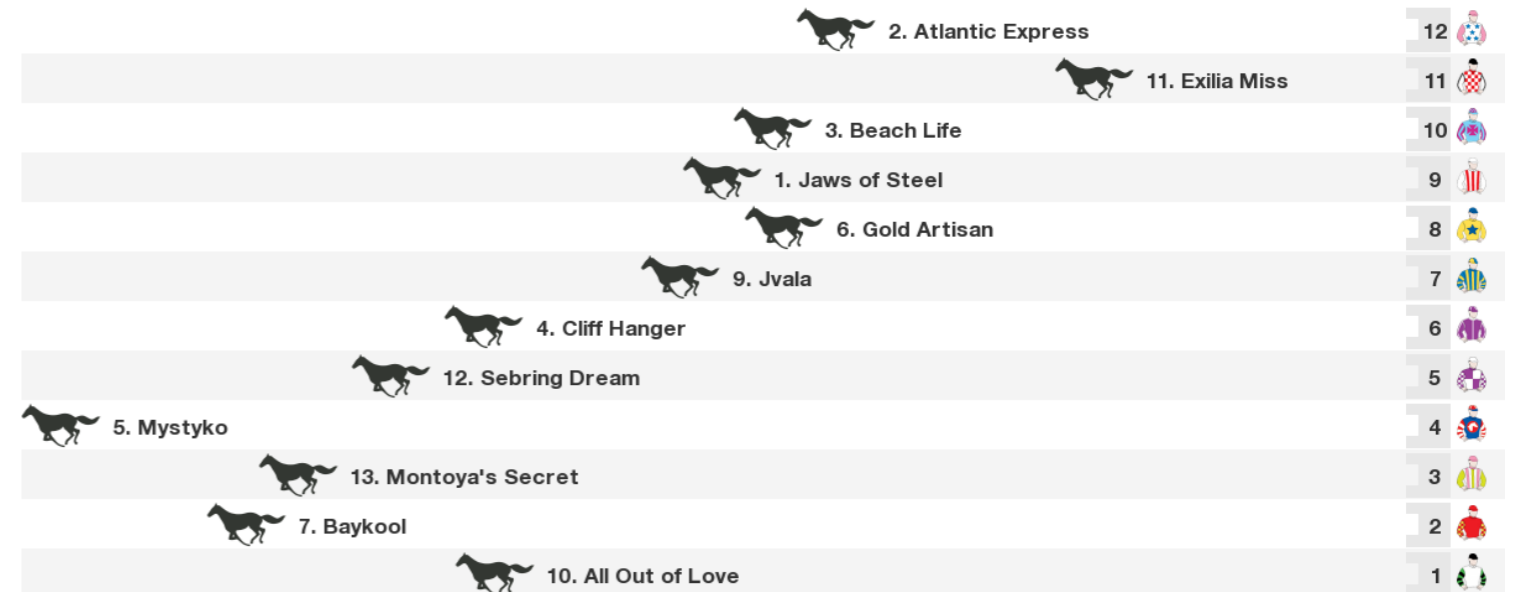 2. Atlantic Express 12
11. Exilia Miss 11
3. Beach Life 10
1. Jaws of Steel 9
6. Gold Artisan 8
9. Jvala 7
4. Cliff Hanger 6
12. Sebring Dream 5
5. Mystyko 4
13. Montoya's Secret 3
7. Baykool 2
10. All Out of Love 1